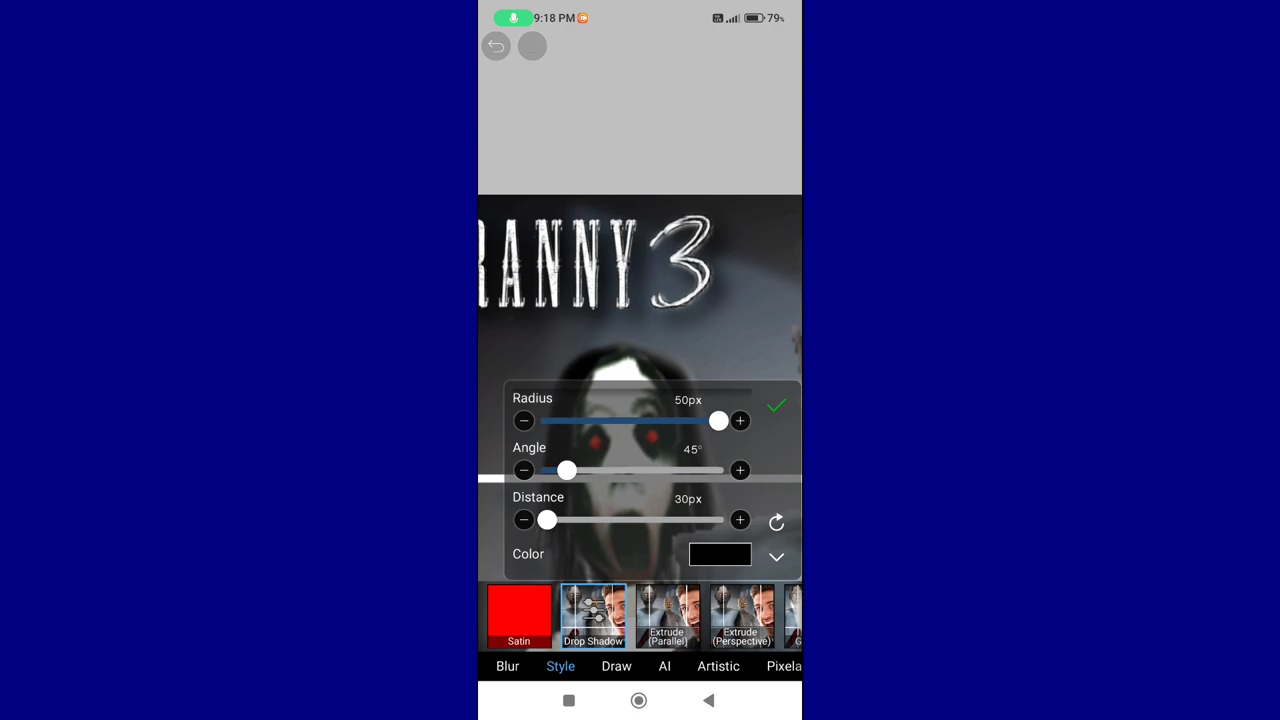 9:18 PM
79%
RANNY 3
Radius 50px
Angle 45°
Distance 30px
Color
Satin
Drop Shadow
Extrude
(Parallel)
Extrude
(Perspective)
G
Blur Style Draw AI Artistic Pixela